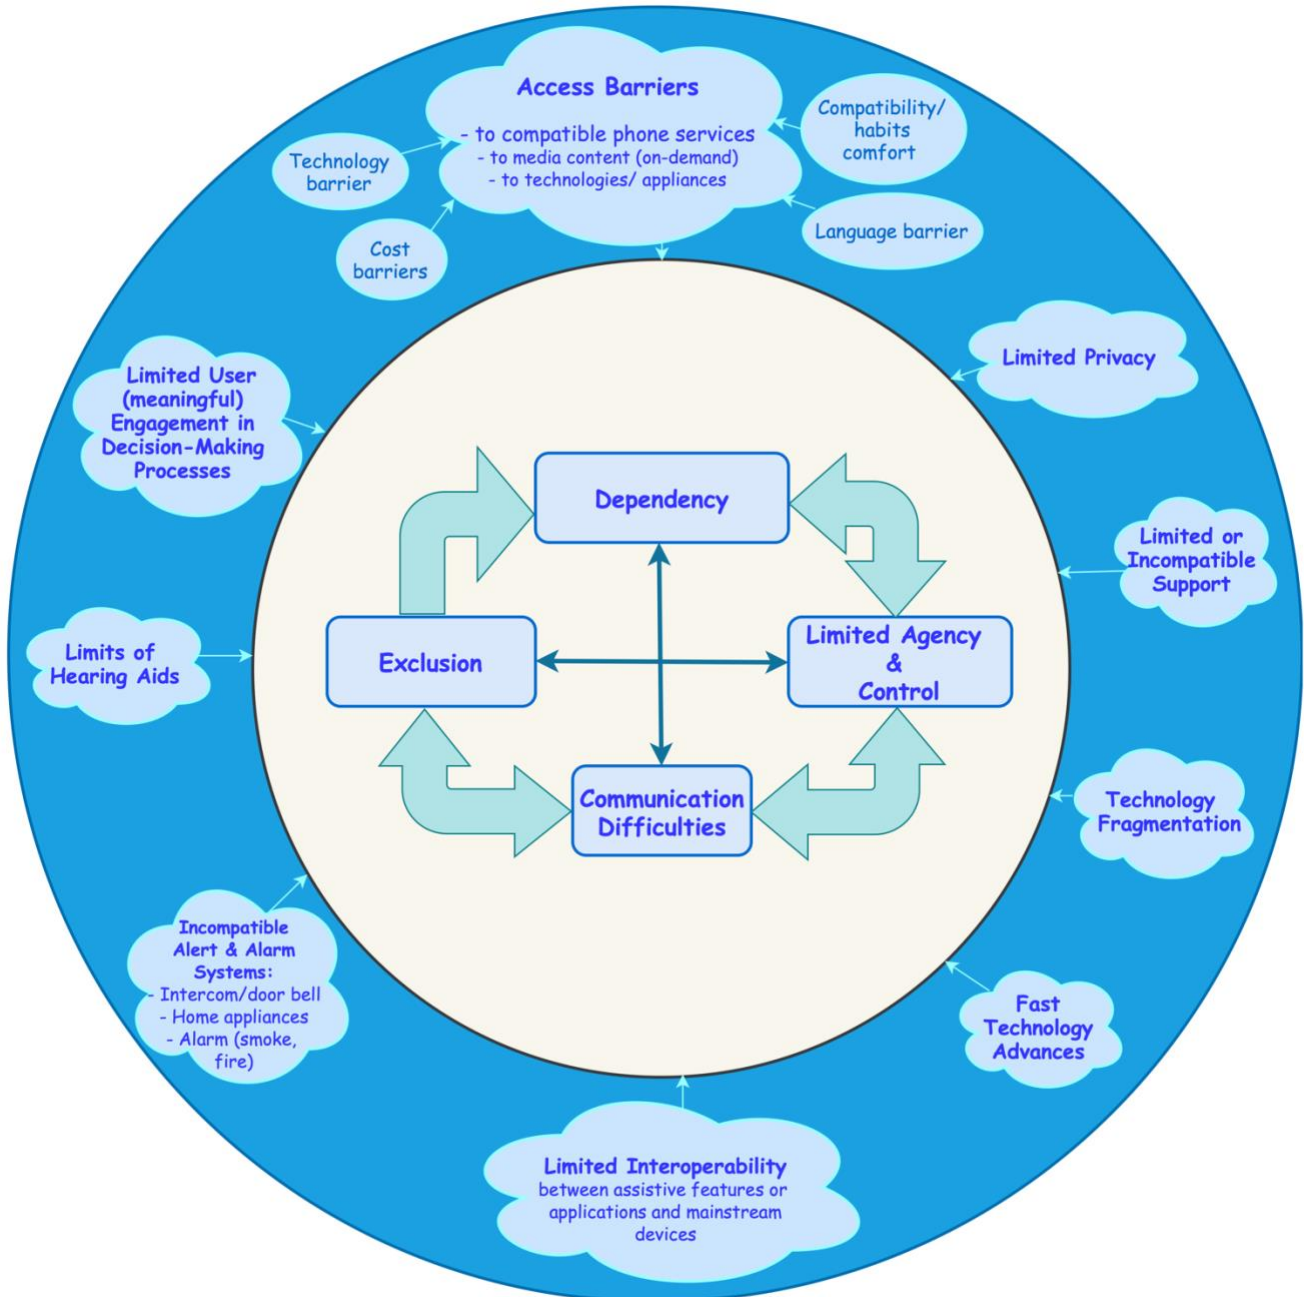 Access Barriers
- to compatible phone services
- to media content (on-demand)
- to technologies/ appliances
Technology
barrier
Cost
barriers
Compatibility/
habits
comfort
Language barrier
Limited Privacy
Limited User
(meaningful)
Engagement in
Decision-Making
Processes
Dependency
Limited or
Incompatible
Support
Limits of
Hearing Aids
Exclusion
Limited Agency
&
Control
Communication
Difficulties
Technology
Fragmentation
Incompatible
Alert & Alarm
Systems:
- Intercom/door bell
- Home appliances
- Alarm (smoke,
fire)
Fast
Technology
Advances
Limited Interoperability
between assistive features or
applications and mainstream
devices